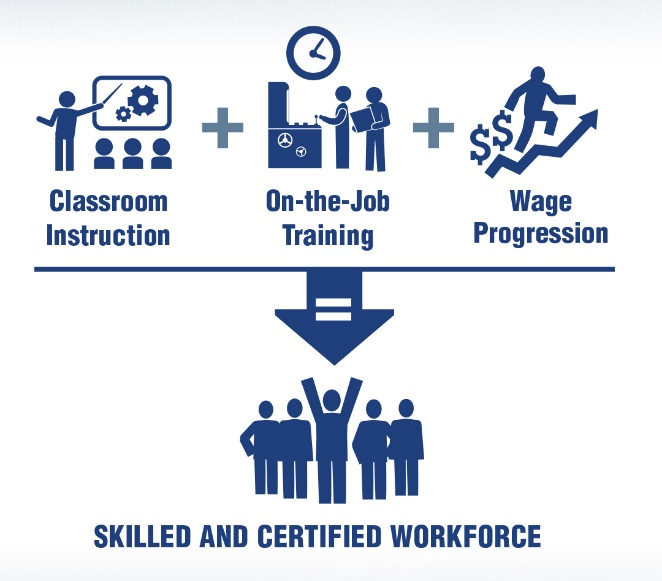 Classroom
Instruction
+
On-the-Job
Training
+
Wage
Progression
$$
=
SKILLED AND CERTIFIED WORKFORCE